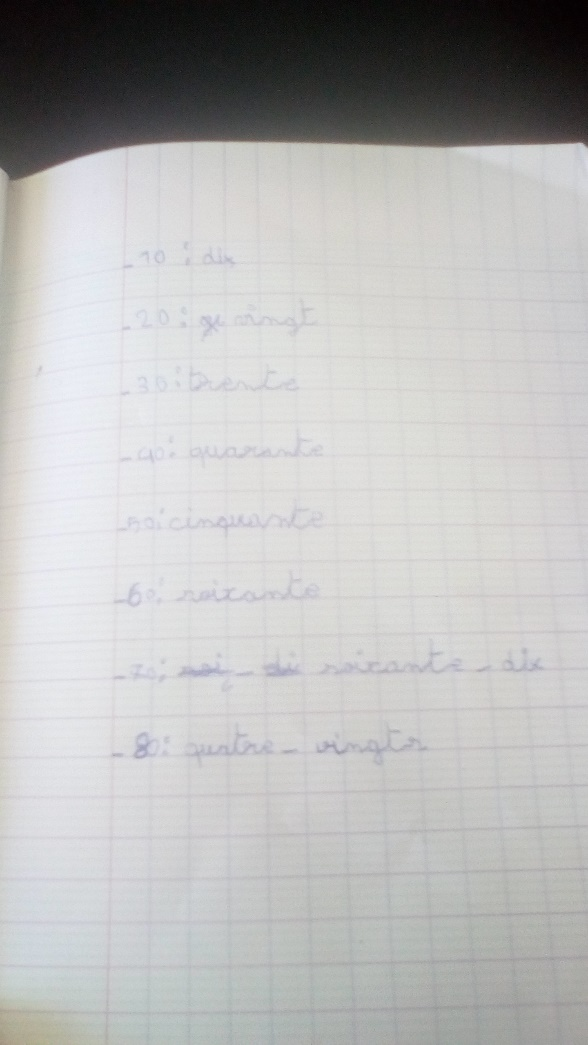 - 10 : dix
- 20 : vingt
- 30 : trente
- 40 : quarante
- 50 : cinquante
- 60 : soixante
- 70 : soixante - dix
- 80 : quatre - vingts